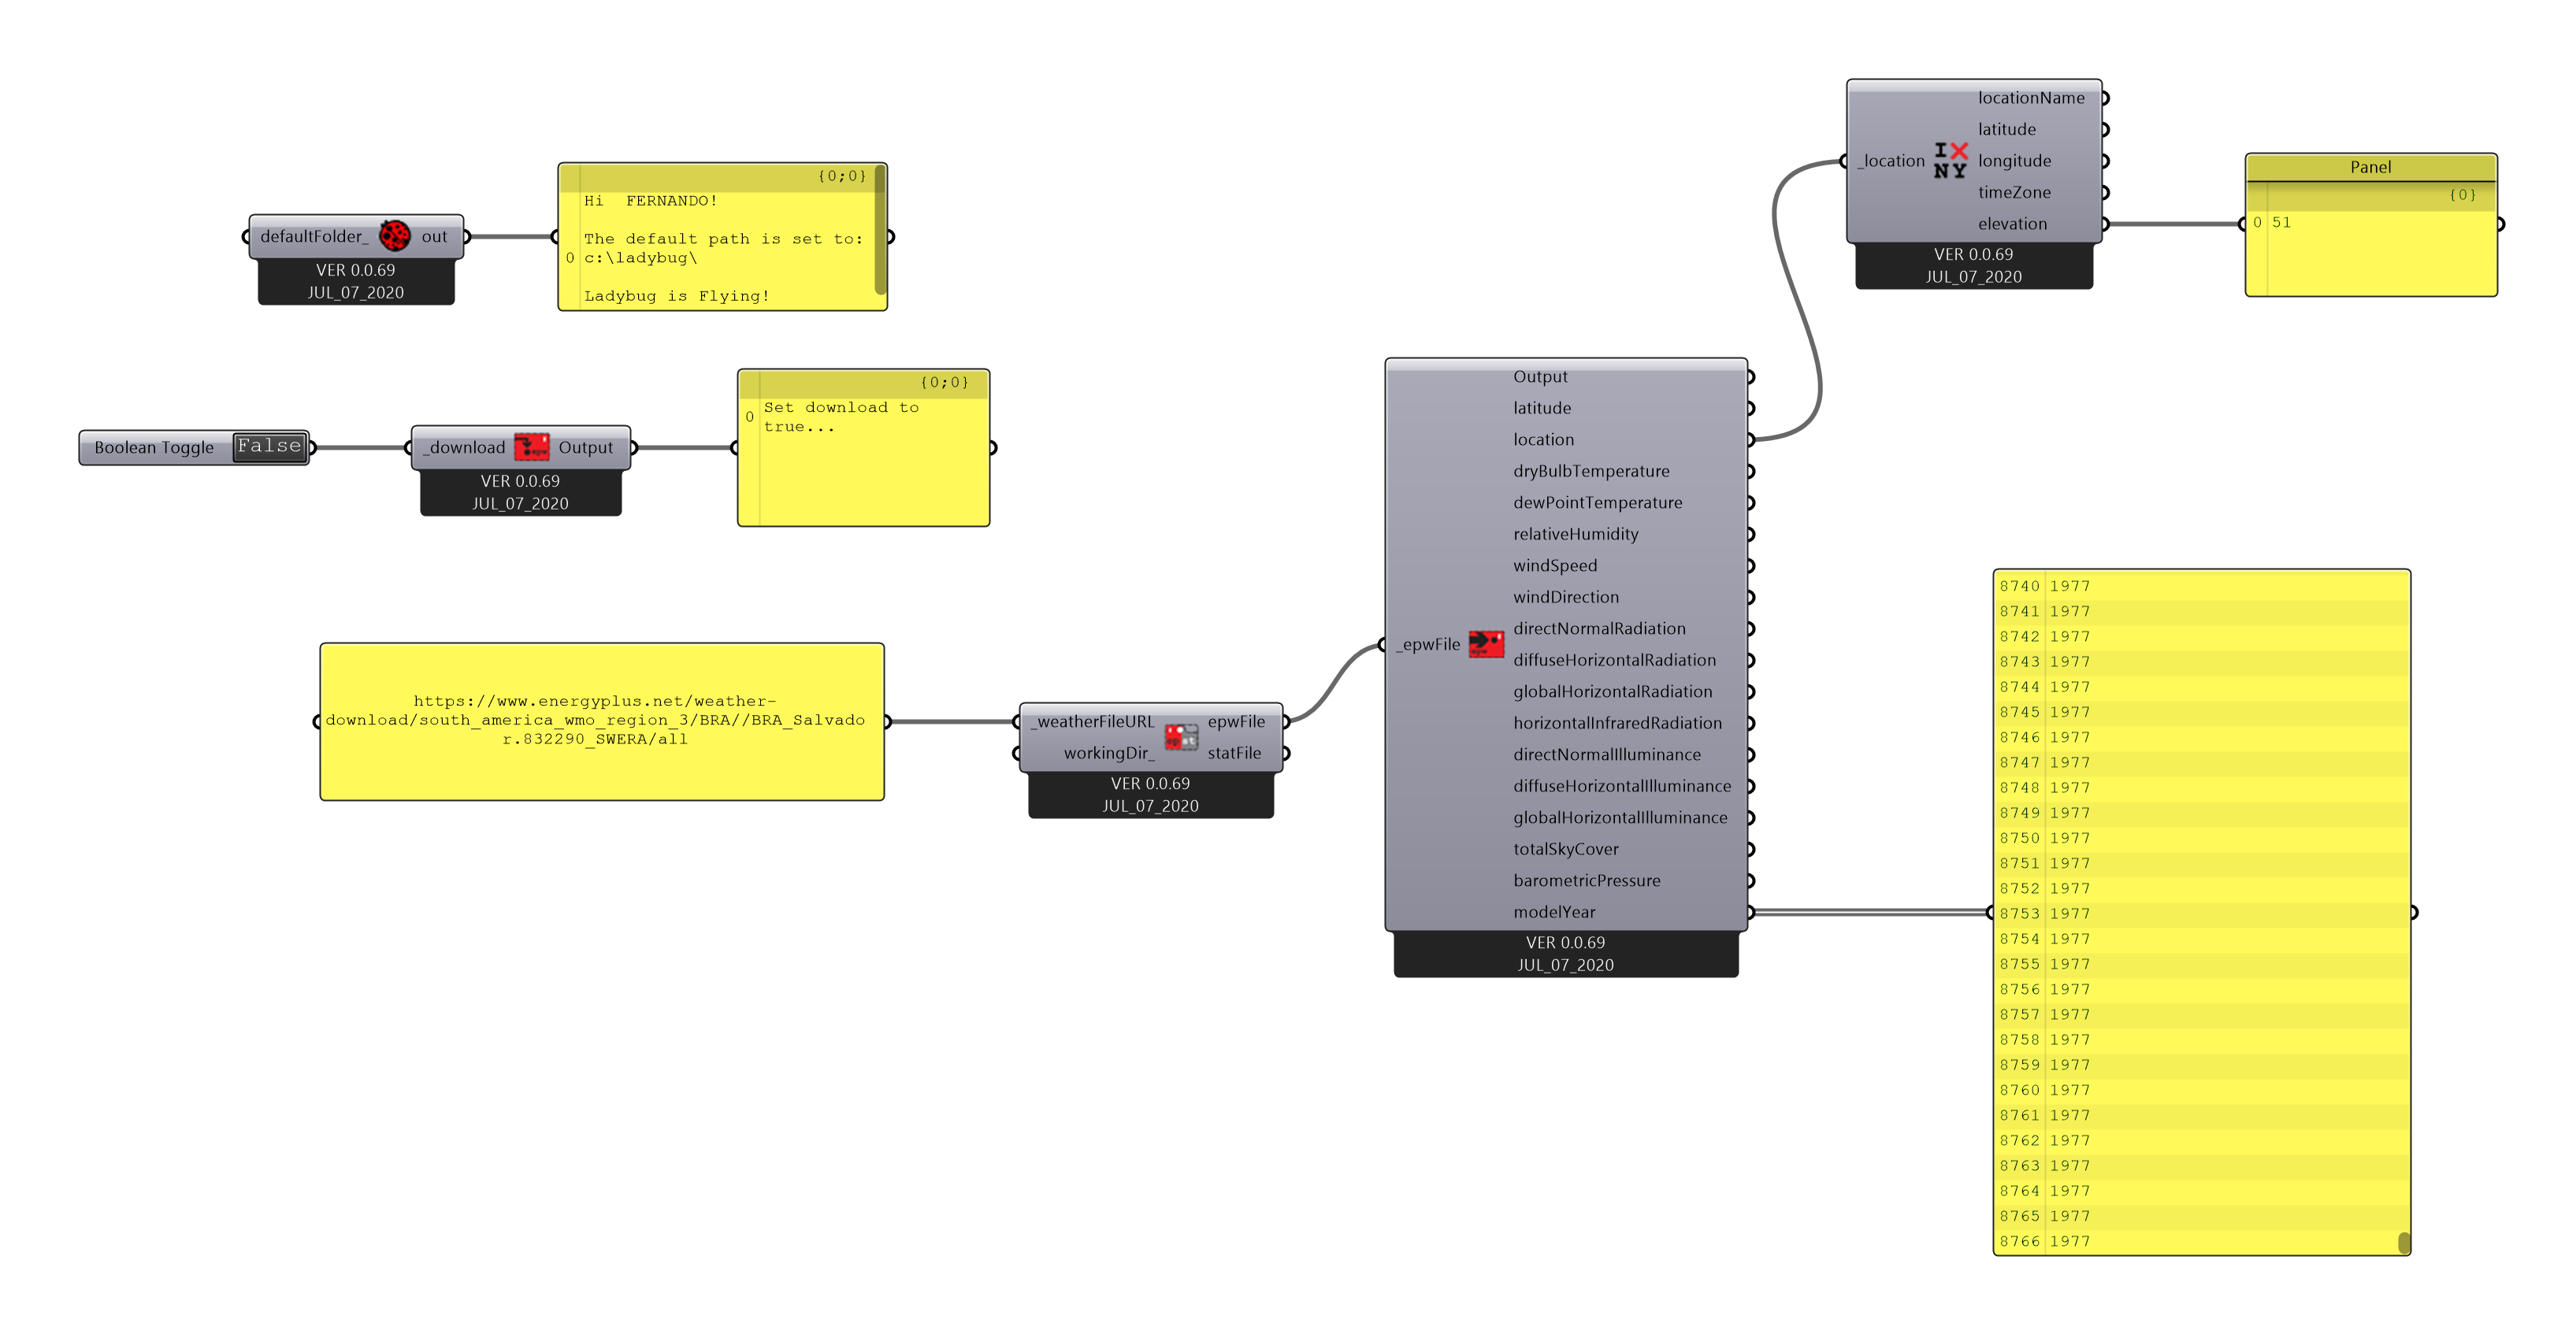 defaultFolder_ out
VER 0.0.69
JUL_07_2020
{0;0}
Hi  FERNANDO!
The default path is set to:
0 c:\ladybug\
Ladybug is Flying!
Boolean Toggle False
_download Output
VER 0.0.69
JUL_07_2020
{0;0}
0 Set download to
true...
https://www.energyplus.net/weather-
download/south_america_wmo_region_3/BRA//BRA_Salvado
r.832290_SWERA/all
_weatherFileURL epwFile
workingDir_ statFile
VER 0.0.69
JUL_07_2020
_epwFile
Output
latitude
location
dryBulbTemperature
dewPointTemperature
relativeHumidity
windSpeed
windDirection
directNormalRadiation
diffuseHorizontalRadiation
globalHorizontalRadiation
horizontalInfraredRadiation
directNormalIlluminance
diffuseHorizontalIlluminance
globalHorizontalIlluminance
totalSkyCover
barometricPressure
modelYear
VER 0.0.69
JUL_07_2020
_location
I X
N Y
locationName
latitude
longitude
timeZone
elevation
VER 0.0.69
JUL_07_2020
Panel
{0}
0 51
8740 1977
8741 1977
8742 1977
8743 1977
8744 1977
8745 1977
8746 1977
8747 1977
8748 1977
8749 1977
8750 1977
8751 1977
8752 1977
8753 1977
8754 1977
8755 1977
8756 1977
8757 1977
8758 1977
8759 1977
8760 1977
8761 1977
8762 1977
8763 1977
8764 1977
8765 1977
8766 1977